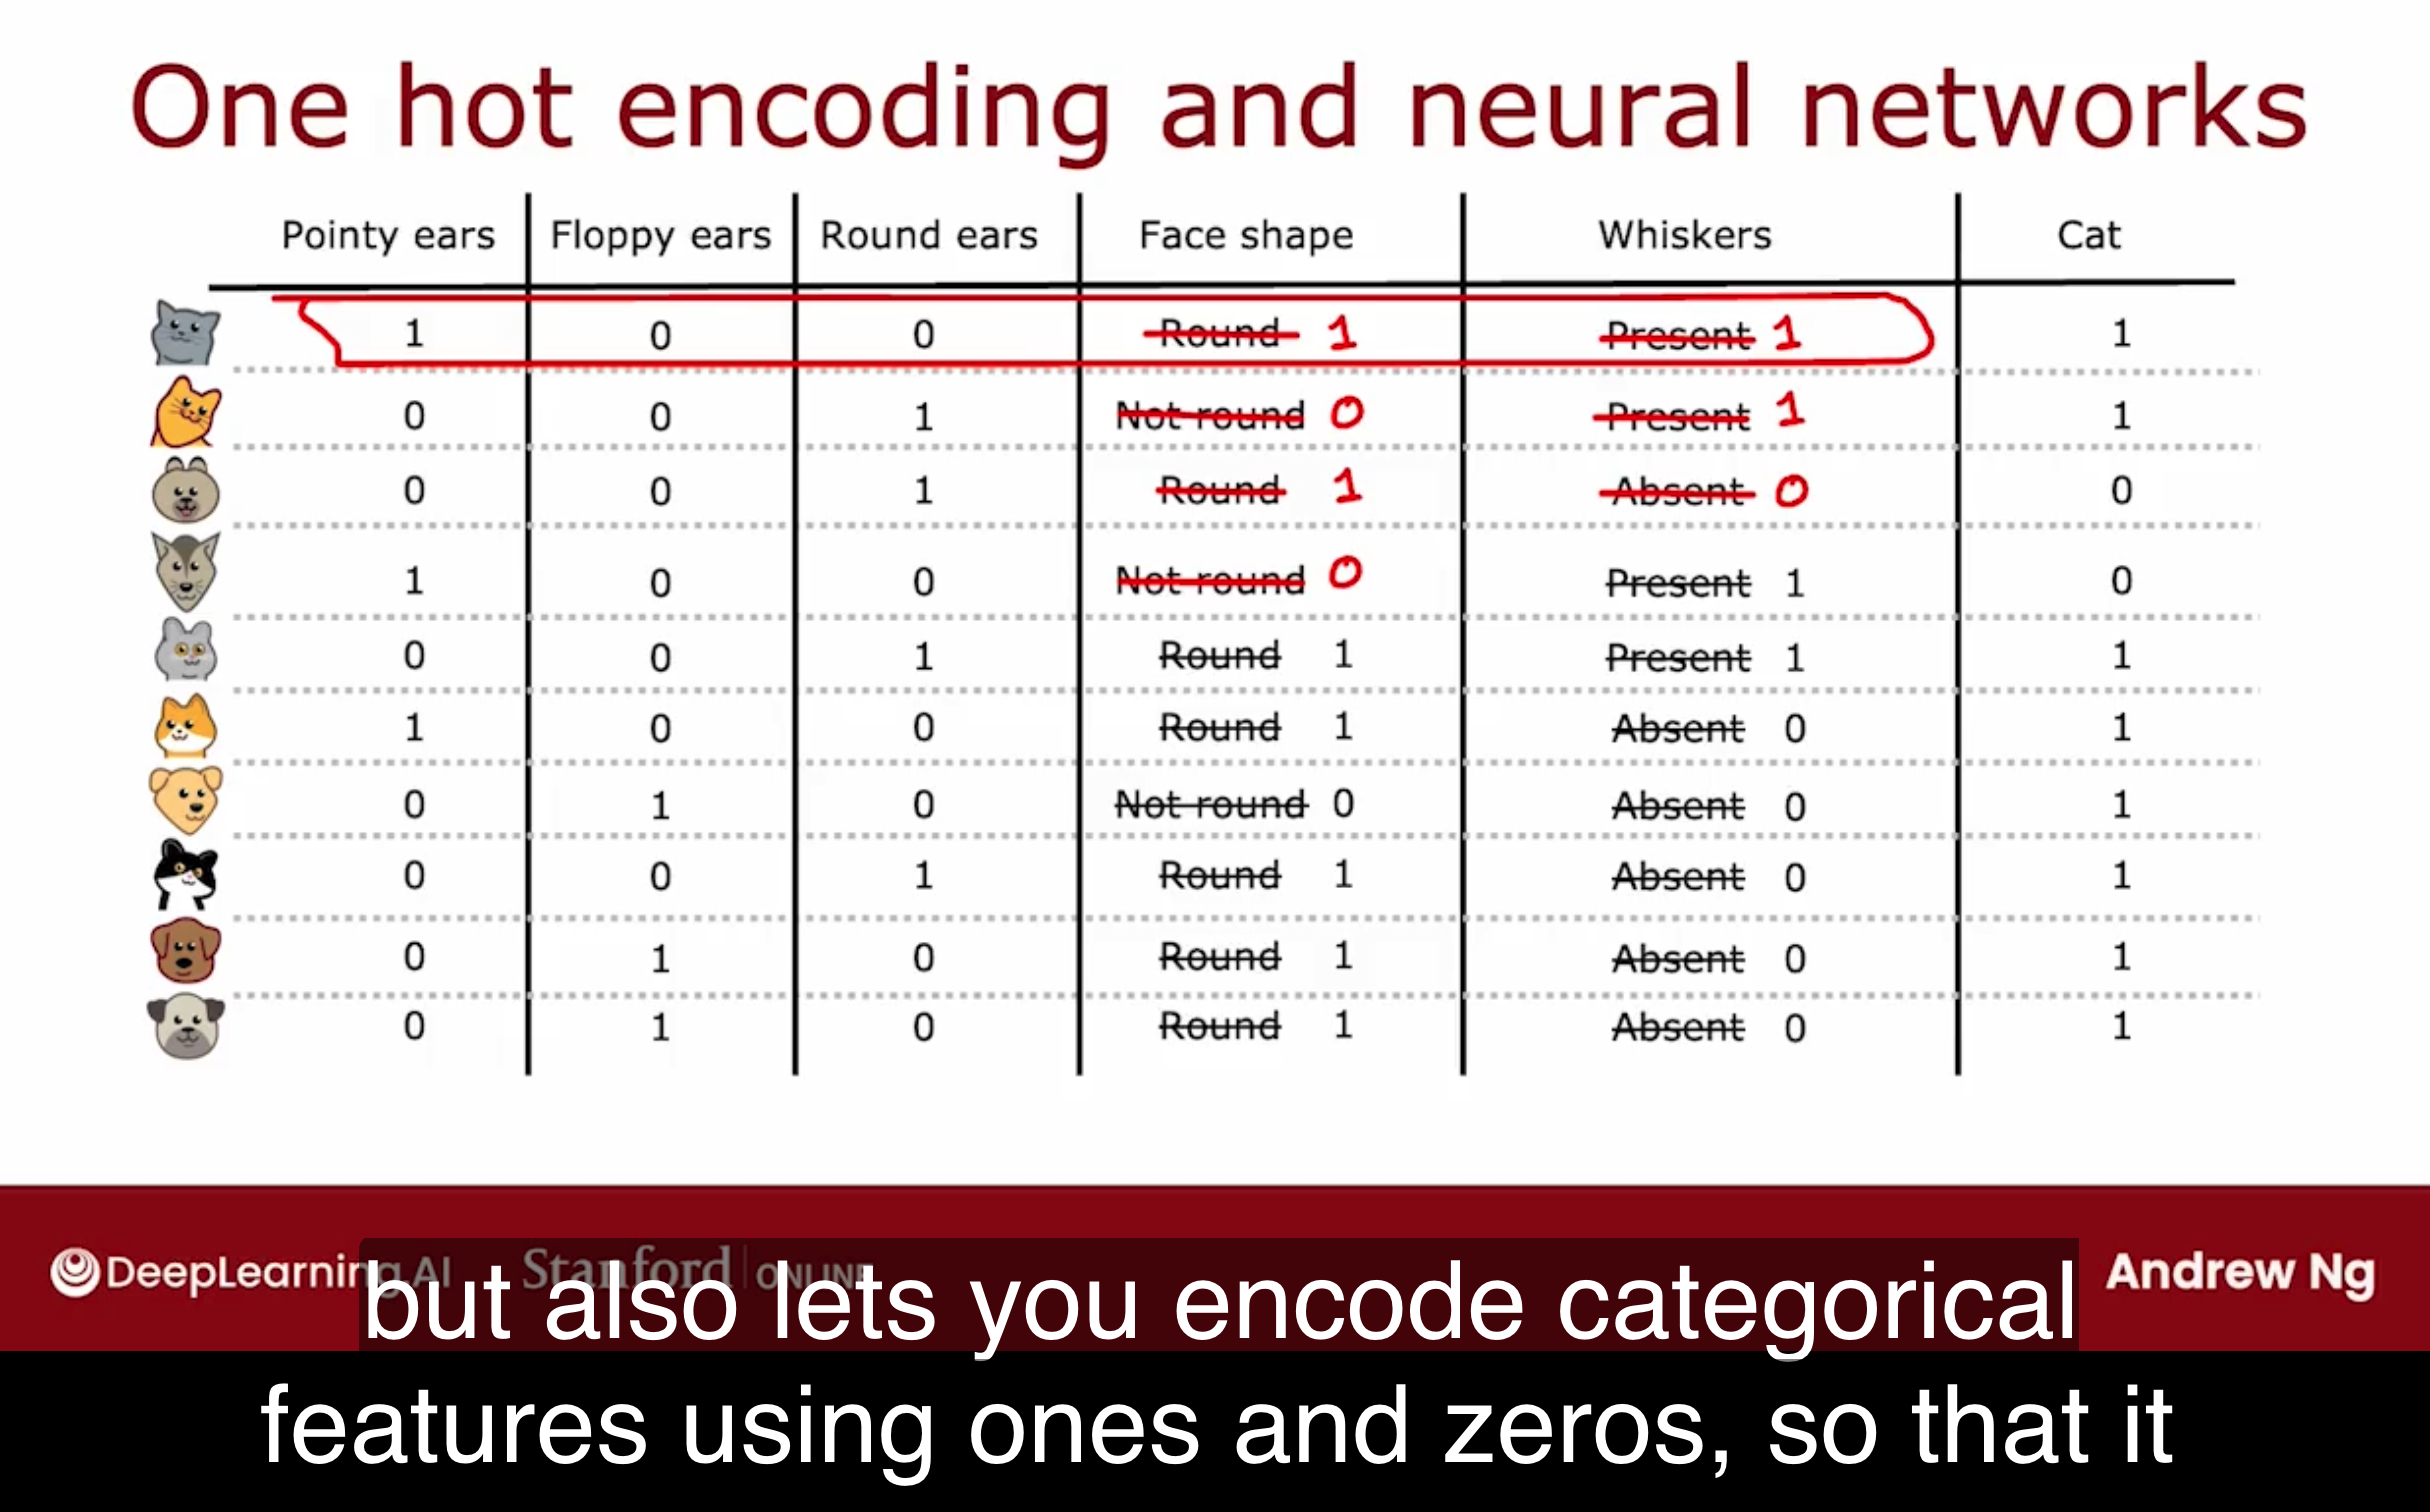 One hot encoding and neural networks
Pointy ears Floppy ears Round ears Face shape Whiskers Cat
1 0 0 Round 1 Present 1 1
0 0 1 Not round 0 Present 1 1
0 0 1 Round 1 Absent 0 0
1 0 0 Not round 0 Present 1 0
0 0 1 Round 1 Present 1 1
1 0 0 Round 1 Absent 0 1
0 1 0 Not round 0 Absent 0 1
0 0 1 Round 1 Absent 0 1
0 1 0 Round 1 Absent 0 1
0 1 0 Round 1 Absent 0 1
DeepLearning.AI Stanford ONLINE Andrew Ng
but also lets you encode categorical
features using ones and zeros, so that it